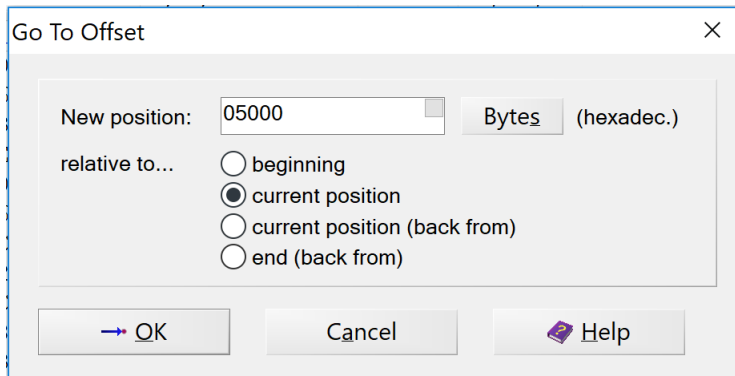 Go To Offset
New position: 05000 Bytes (hexadec.)
relative to... beginning
current position
current position (back from)
end (back from)
OK Cancel Help